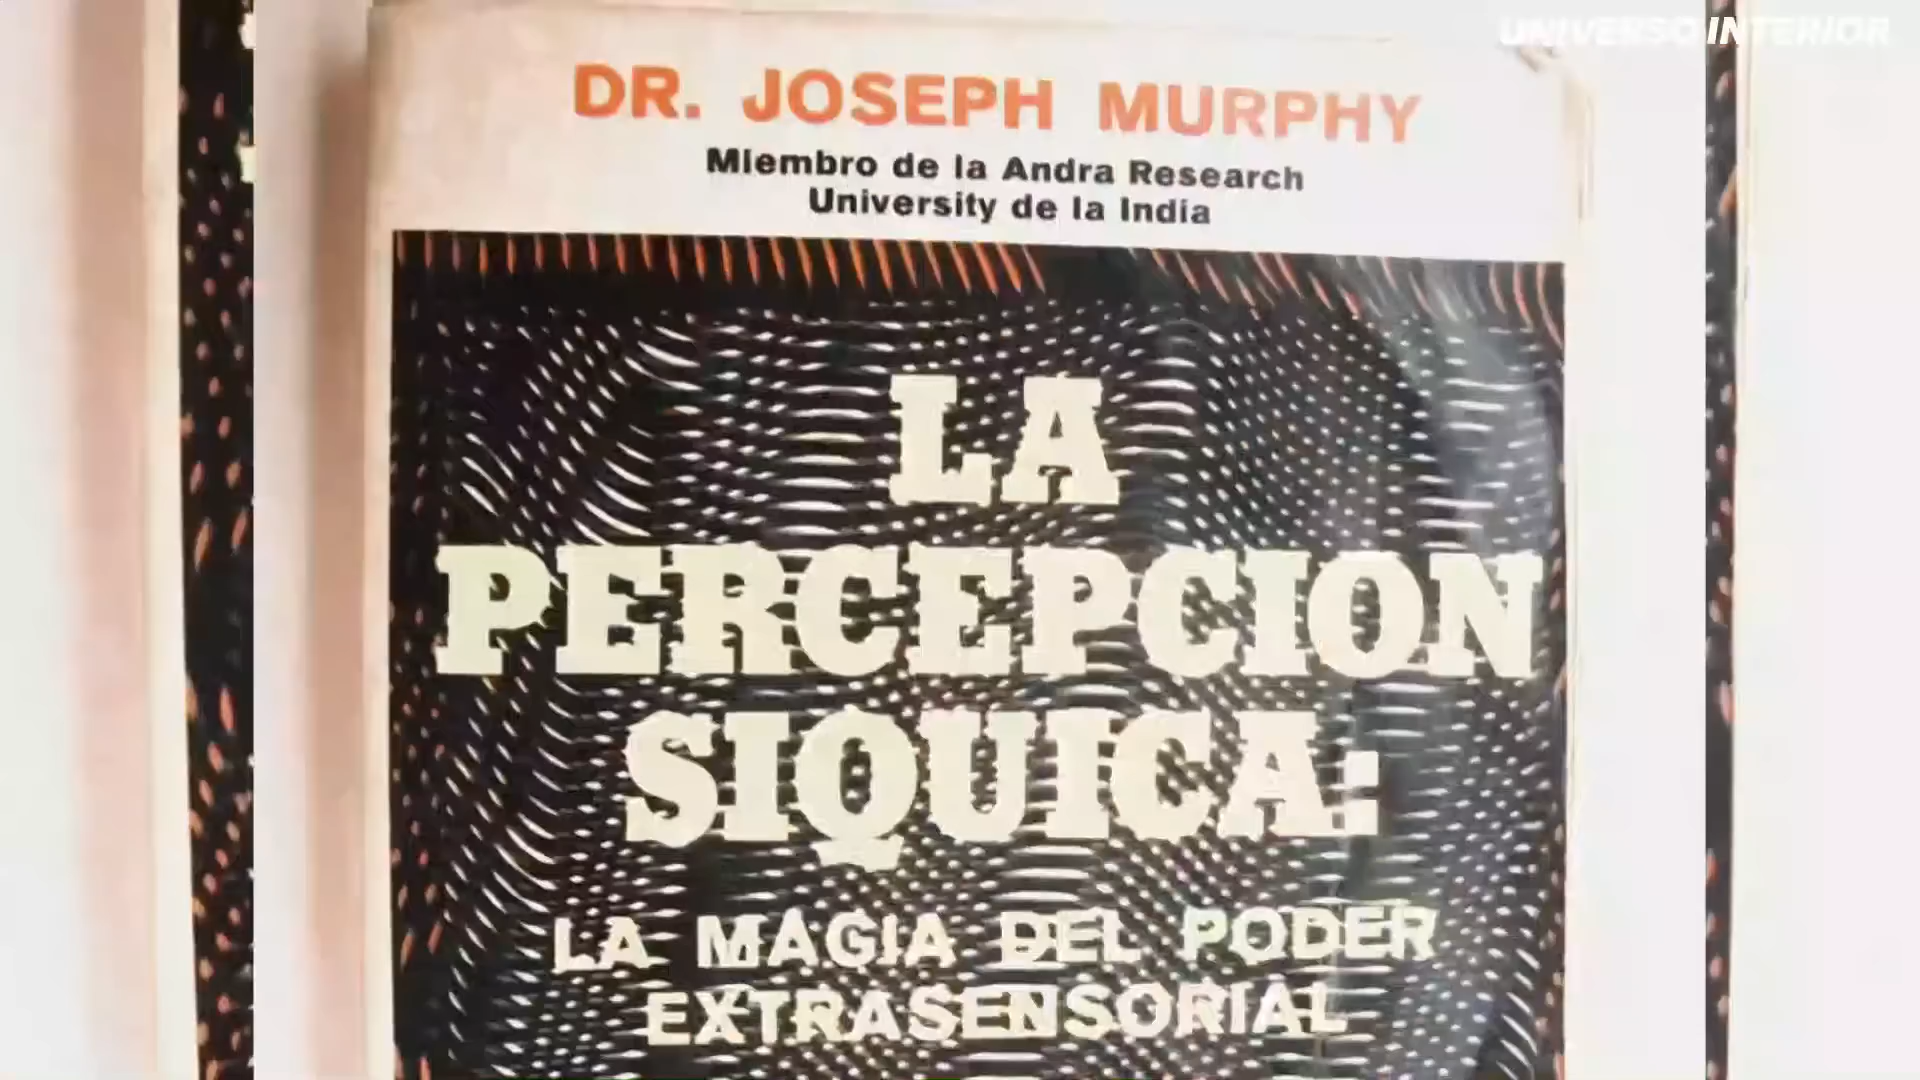 UNIVERSO INTERIOR
DR. JOSEPH MURPHY
Miembro de la Andra Research
University de la India
LA
PERCEPCION
SIQUICA:
LA MAGIA DEL PODER
EXTRASENSORIAL